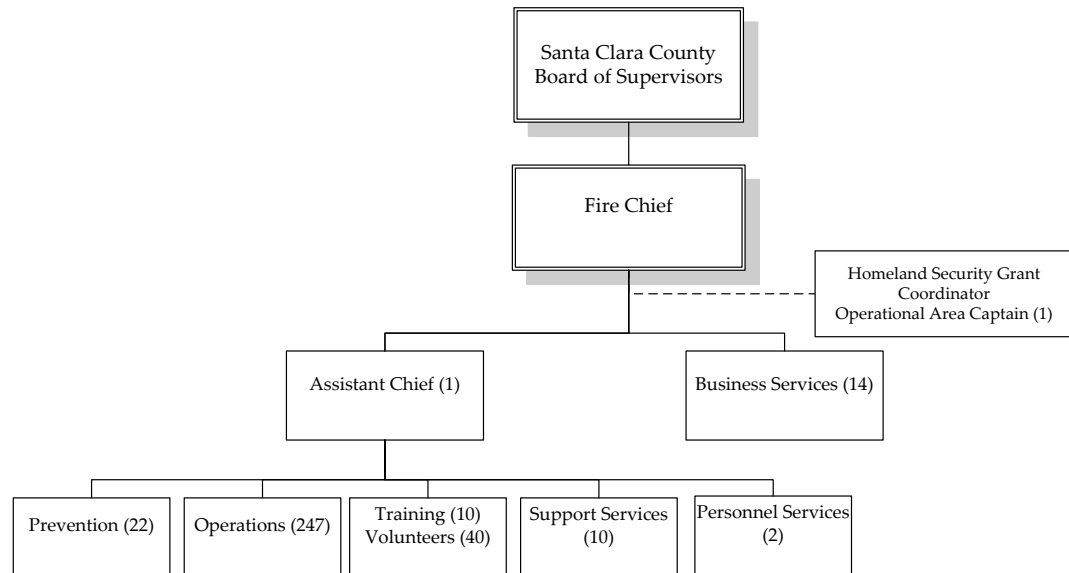 Santa Clara County
Board of Supervisors
Fire Chief
Homeland Security Grant
Coordinator
Operational Area Captain (1)
Assistant Chief (1)
Business Services (14)
Prevention (22)
Operations (247)
Training (10)
Volunteers (40)
Support Services
(10)
Personnel Services
(2)